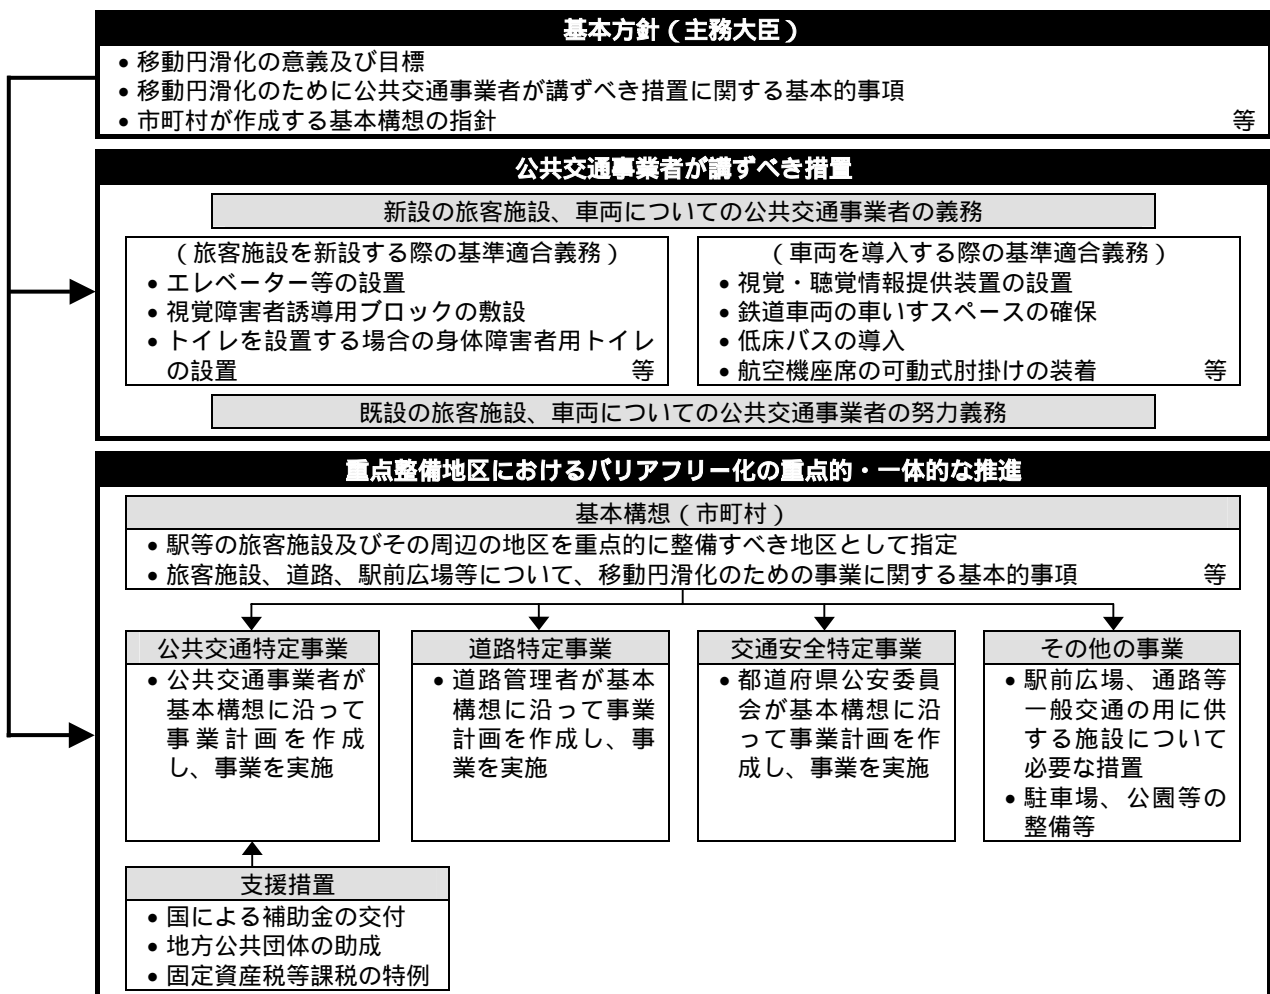 基本方針（主務大臣）
• 移動円滑化の意義及び目標
• 移動円滑化のために公共交通事業者が講ずべき措置に関する基本的事項
• 市町村が作成する基本構想の指針 等
公共交通事業者が講ずべき措置
新設の旅客施設、車両についての公共交通事業者の義務
（旅客施設を新設する際の基準適合義務）
• エレベーター等の設置
• 視覚障害者誘導用ブロックの敷設
• トイレを設置する場合の身体障害者用トイレ
の設置 等
（車両を導入する際の基準適合義務）
• 視覚・聴覚情報提供装置の設置
• 鉄道車両の車いすスペースの確保
• 低床バスの導入
• 航空機座席の可動式肘掛けの装着 等
既設の旅客施設、車両についての公共交通事業者の努力義務
重点整備地区におけるバリアフリー化の重点的・一体的な推進
基本構想（市町村）
• 駅等の旅客施設及びその周辺の地区を重点的に整備すべき地区として指定
• 旅客施設、道路、駅前広場等について、移動円滑化のための事業に関する基本的事項 等
公共交通特定事業
• 公共交通事業者が
基本構想に沿って
事業計画を作成
し、事業を実施
道路特定事業
• 道路管理者が基本
構想に沿って事業
計画を作成し、事
業を実施
交通安全特定事業
• 都道府県公安委員
会が基本構想に沿
って事業計画を作
成し、事業を実施
その他の事業
• 駅前広場、通路等
一般交通の用に供
する施設について
必要な措置
• 駐車場、公園等の
整備等
支援措置
• 国による補助金の交付
• 地方公共団体の助成
• 固定資産税等課税の特例